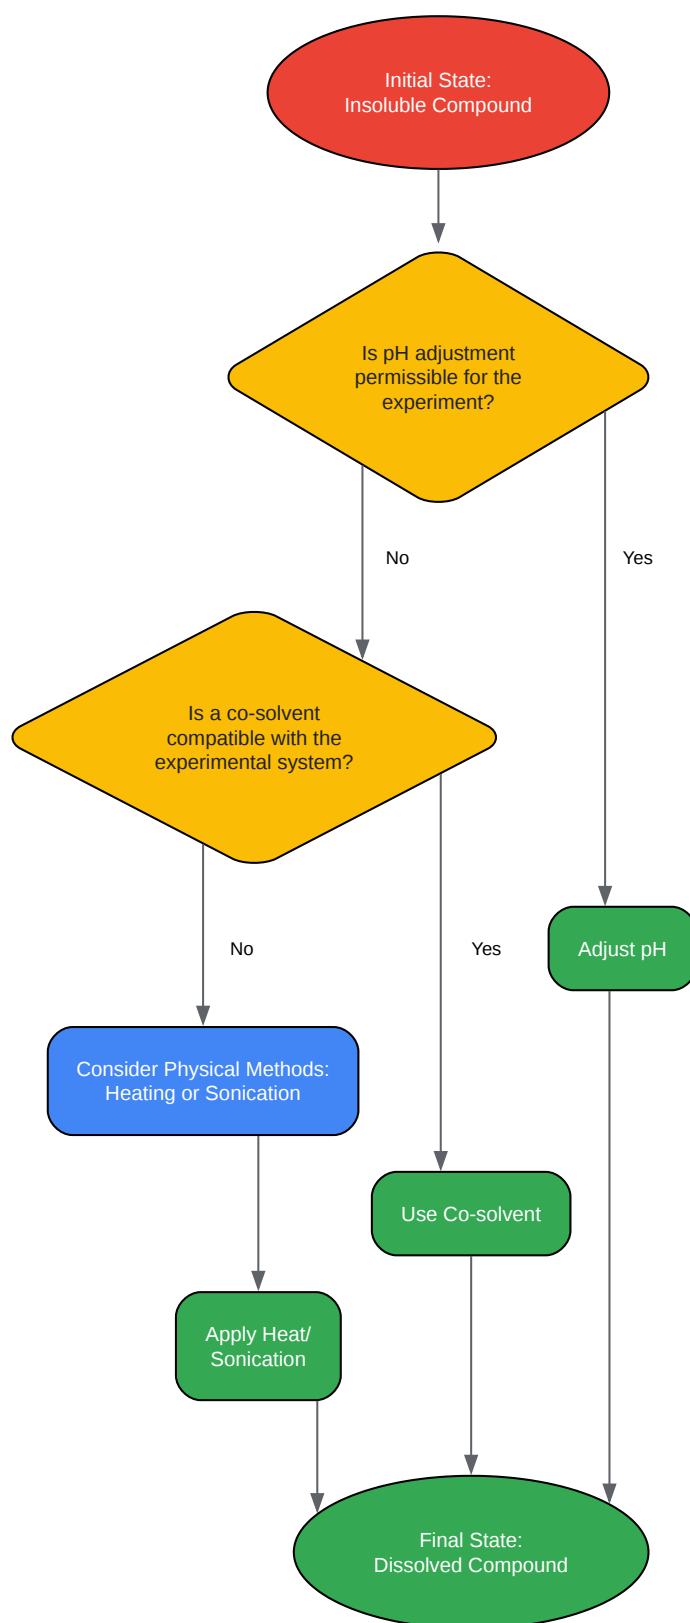 Initial State:
Insoluble Compound
Is pH adjustment
permissible for the
experiment?
No
Yes
Is a co-solvent
compatible with the
experimental system?
No
Yes
Adjust pH
Consider Physical Methods:
Heating or Sonication
Use Co-solvent
Apply Heat/
Sonication
Final State:
Dissolved Compound